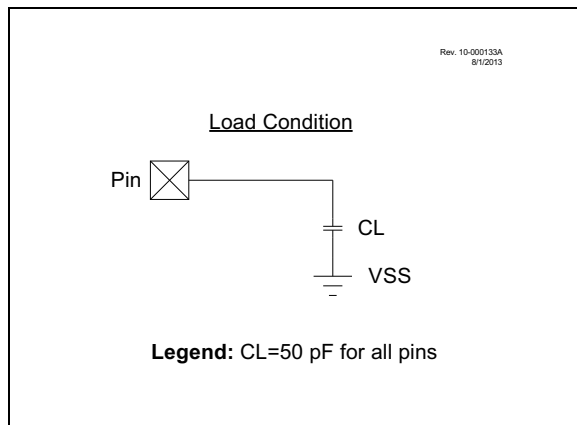 Rev. 10-000133A
8/1/2013
Load Condition
Pin
CL
VSS
Legend: CL=50 pF for all pins